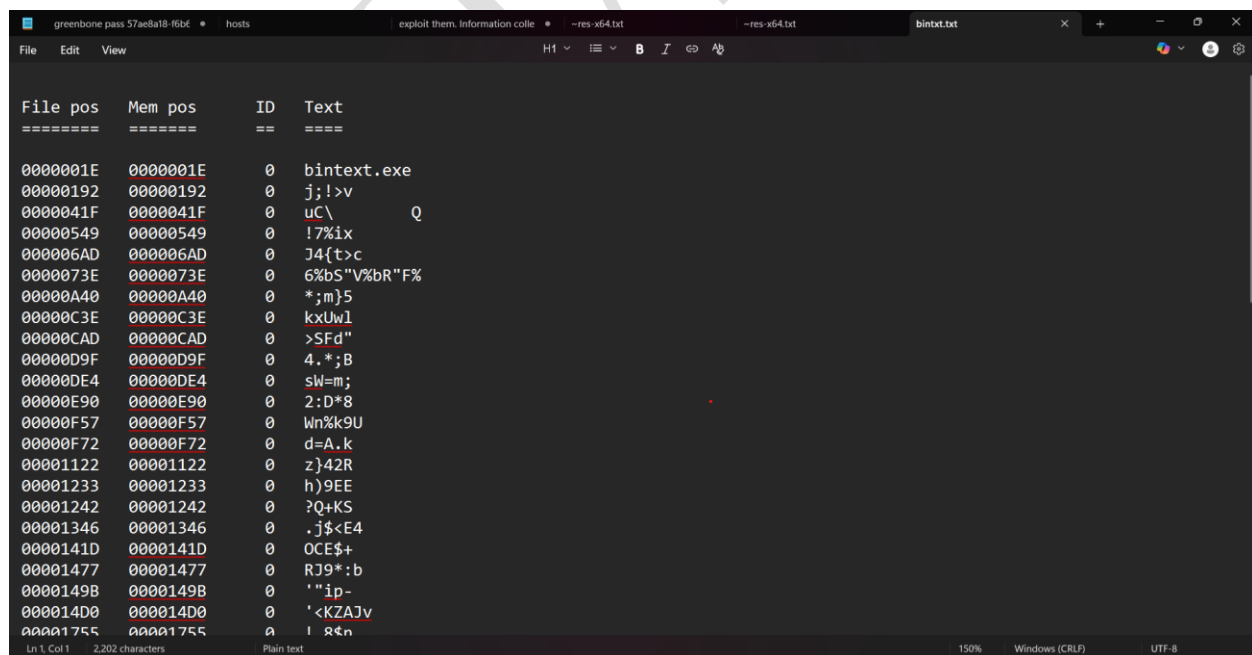 greenbone pass 57ae8a18-f6b6 hosts exploit them. Information colle ~res-x64.txt ~res-x64.txt bintxt.txt
File Edit View H1 B I
File pos Mem pos ID Text
======== ======= == ====
0000001E 0000001E 0 bintext.exe
00000192 00000192 0 j;!>v
0000041F 0000041F 0 uC\ Q
00000549 00000549 0 !7%ix
000006AD 000006AD 0 J4{t>c
0000073E 0000073E 0 6%bS"V%bR"F%
00000A40 00000A40 0 *;m}5
00000C3E 00000C3E 0 kxUwl
00000CAD 00000CAD 0 >SFd"
00000D9F 00000D9F 0 4.*;B
00000DE4 00000DE4 0 sW=m;
00000E90 00000E90 0 2:D*8
00000F57 00000F57 0 Wn%k9U
00000F72 00000F72 0 d=A.k
00001122 00001122 0 z}42R
00001233 00001233 0 h)9EE
00001242 00001242 0 ?Q+KS
00001346 00001346 0 .j$<E4
0000141D 0000141D 0 OCE$+
00001477 00001477 0 RJ9*:b
0000149B 0000149B 0 '"ip-
000014D0 000014D0 0 '<KZAJv
00001755 00001755 0
Ln 1, Col 1 2,202 characters Plain text 150% Windows (CRLF) UTF-8